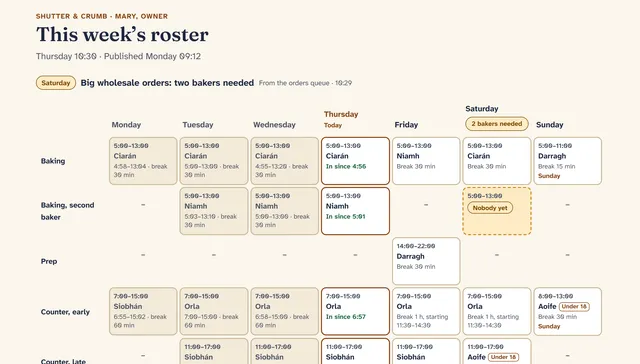 SHUTTER & CRUMB · MARY, OWNER
This week's roster
Thursday 10:30 · Published Monday 09:12
Saturday Big wholesale orders: two bakers needed From the orders queue · 10:29
Monday Tuesday Wednesday Thursday Today Friday Saturday 2 bakers needed Sunday
Baking
5:00–13:00
Ciarán
4:58–13:04 · break
30 min
5:00–13:00
Ciarán
5:00–13:00 · break
30 min
5:00–13:00
Ciarán
4:55–13:20 · break
30 min
5:00–13:00
Ciarán
In since 4:56
5:00–13:00
Niamh
Break 30 min
5:00–13:00
Ciarán
Break 30 min
5:00–11:00
Darragh
Break 15 min
Sunday
Baking, second
baker
–
5:00–13:00
Niamh
5:03–13:10 · break
30 min
5:00–13:00
Niamh
5:00–13:00 · break
30 min
5:00–13:00
Niamh
In since 5:01
–
5:00–13:00
Nobody yet
–
Prep
–
–
–
–
14:00–22:00
Darragh
Break 30 min
–
–
Counter, early
7:00–15:00
Siobhán
6:55–15:02 · break
60 min
7:00–15:00
Orla
7:00–15:00 · break
60 min
7:00–15:00
Orla
6:58–15:00 · break
60 min
7:00–15:00
Orla
In since 6:57
7:00–15:00
Orla
Break 1 h, starting
11:30–14:30
7:00–15:00
Orla
Break 1 h, starting
11:30–14:30
8:00–13:00
Aoife Under 18
Break 30 min
Sunday
Counter, late
–
11:00–17:00
Siobhán
11:00–17:00
Siobhán
11:00–17:00
Siobhán
11:00–17:00
Siobhán
11:00–17:00
Aoife Under 18
–